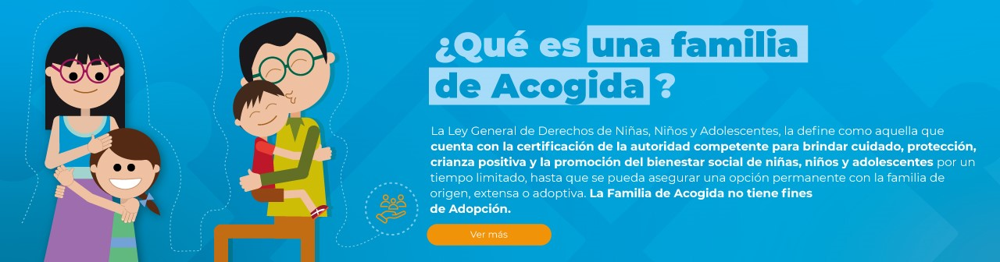 ¿Qué es una familia
de Acogida ?
La Ley General de Derechos de Niñas, Niños y Adolescentes, la define como aquella que
cuenta con la certificación de la autoridad competente para brindar cuidado, protección,
crianza positiva y la promoción del bienestar social de niñas, niños y adolescentes por un
tiempo limitado, hasta que se pueda asegurar una opción permanente con la familia de
origen, extensa o adoptiva. La Familia de Acogida no tiene fines
de Adopción.
Ver más